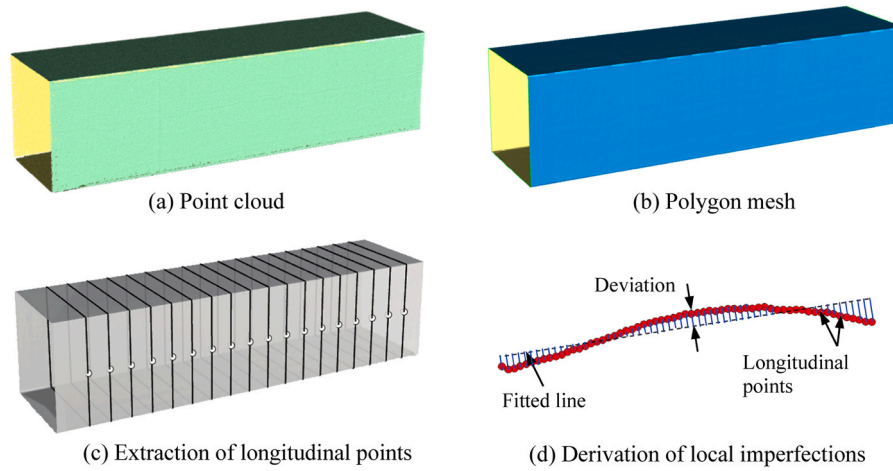 (a) Point cloud
(b) Polygon mesh
(c) Extraction of longitudinal points
Deviation
Fitted line
Longitudinal
points
(d) Derivation of local imperfections